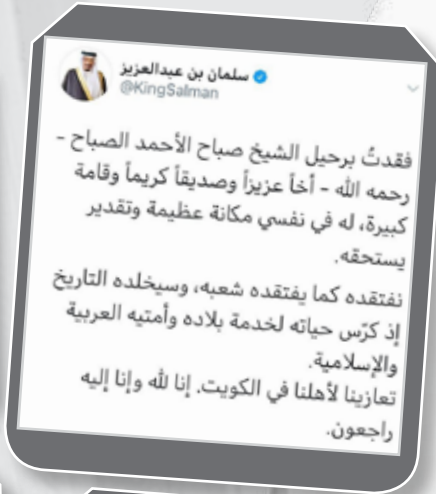 سلمان بن عبدالعزيز
@KingSalman
فقدتُ برحيل الشيخ صباح الأحمد الصباح -
رحمه الله - أخاً عزيزاً وصديقاً كريماً وقامة
كبيرة، له في نفسي مكانة عظيمة وتقدير
يستحقه.
نفتقده كما يفتقده شعبه، وسيخلده التاريخ
إذ كرّس حياته لخدمة بلاده وأمتيه العربية
والإسلامية.
تعازينا لأهلنا في الكويت. إنا لله وإنا إليه
راجعون.